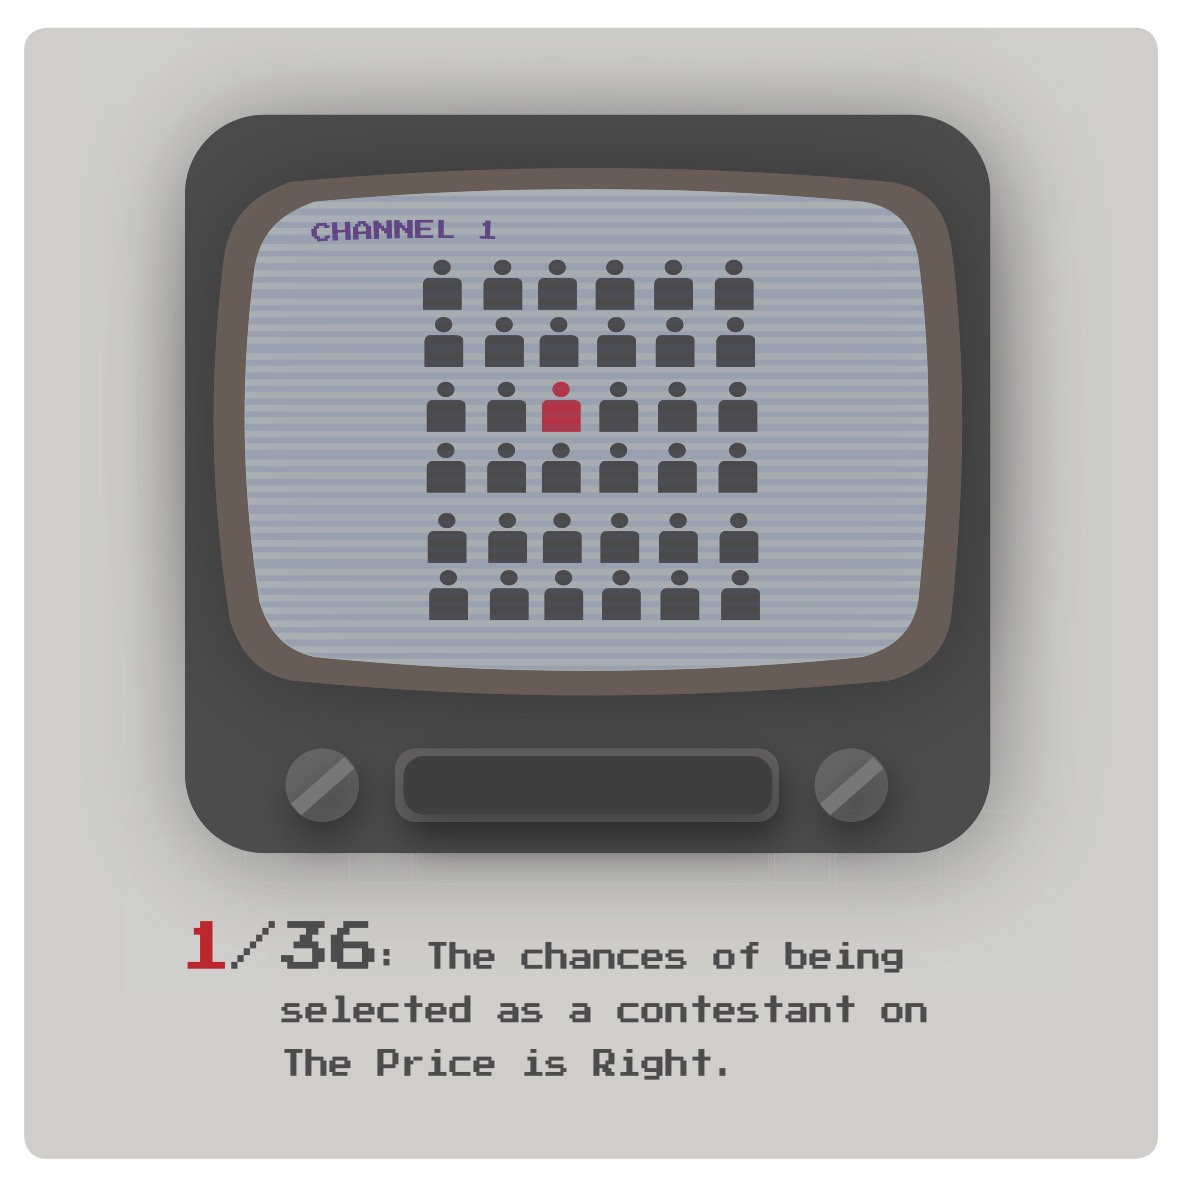 CHANNEL 1
1/36: The chances of being
selected as a contestant on
The Price is Right.